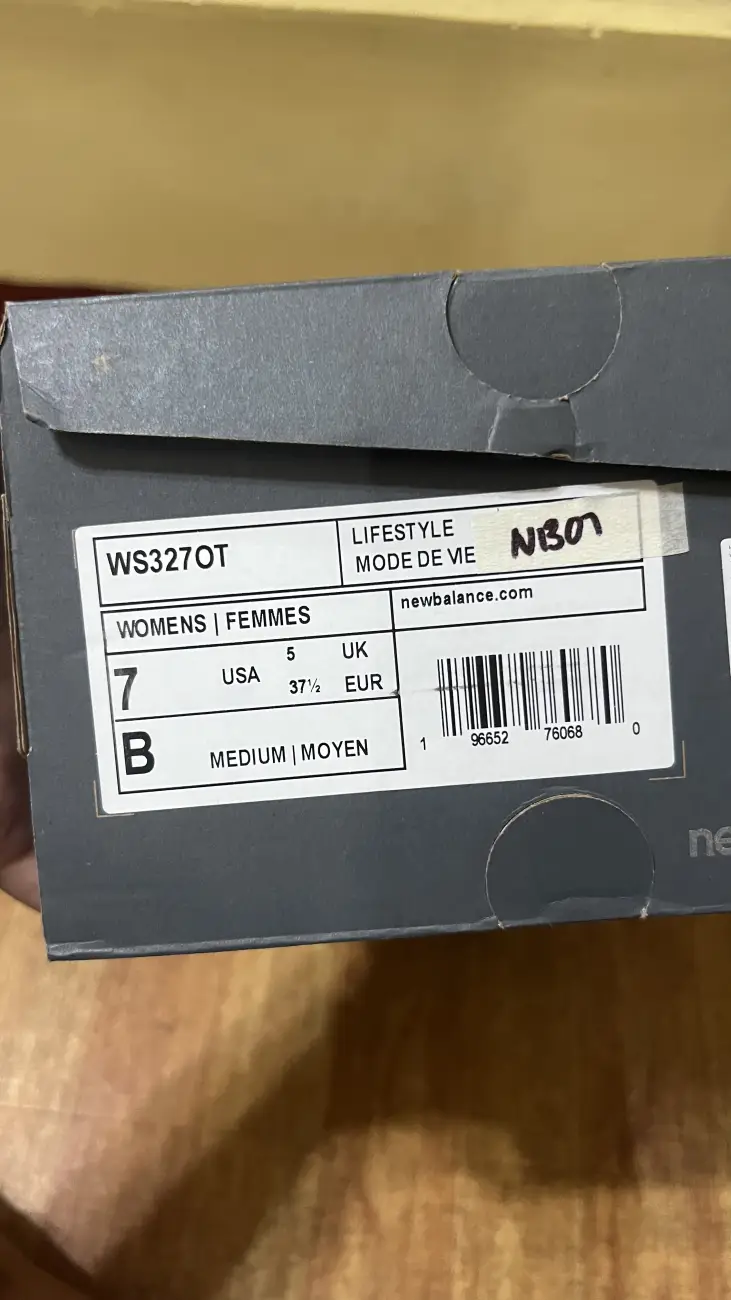 WS327OT
LIFESTYLE
MODE DE VIE
NB07
WOMENS | FEMMES
newbalance.com
7 USA 5 UK
37½ EUR
B MEDIUM | MOYEN
1 96652 76068 0
ne